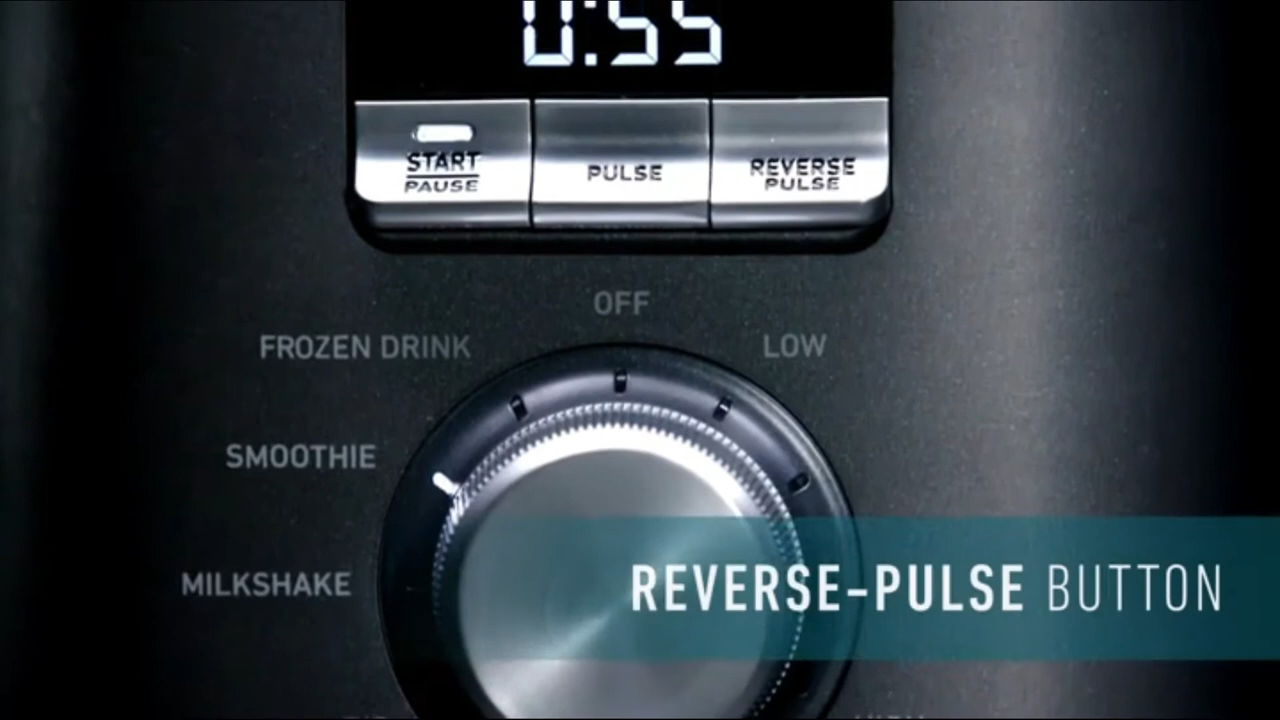 0:55
START
PAUSE
PULSE
REVERSE
PULSE
OFF
FROZEN DRINK
LOW
SMOOTHIE
MILKSHAKE
REVERSE-PULSE BUTTON